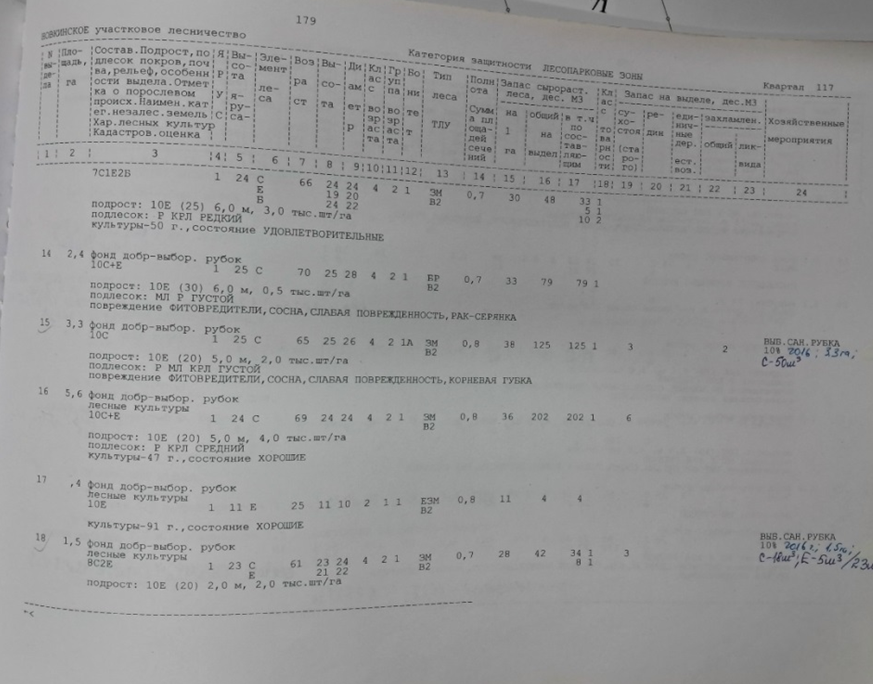 179
НОВКИНСКОЕ участковое лесничество
Категория защитности ЛЕСОПАРКОВЫЕ ЗОНЫ
Квартал 117
N вы- де- ла | Пло- щадь, га | Состав.Подрост,по длесок покров,поч ва,рельеф,особенн ости выдела.Отмет ка о порослевом происх.Наимен.кат ег.незалес.земель Хар.лесных культур Кадастров.оценка | Я Р У С | Вы- со- та я- ру- са- | Эле- мент ле- са | Воз ра ст | Вы- со- та | Ди ам- ет р | Кл ас с во зр ас та | Гр уп па во зр ас та | Бо ни те т | Тип леса ТЛУ | Полн ота Сумм а пл оща- дей сече ний | Запас сыро­раст. леса, дес. М3 на 1 га | общий на выдел | в т.ч по сос- тав- ляю- щим | Кл ас с то ва рн ос ти | Запас на выделе, дес.М3 су- хо- стоя (ста ро- го) | ре- дин | еди- нич- ные дер. ест. воз. | захламлен. общий | лик- вида | Хозяйственные мероприятия
1 | 2 | 3 | 4 | 5 | 6 | 7 | 8 | 9 | 10 | 11 | 12 | 13 | 14 | 15 | 16 | 17 | 18 | 19 | 20 | 21 | 22 | 23 | 24
7С1Е2Б 1 24 С 66 24 24 4 2 1 ЗМ 0,7 30 48 33 1
Е 19 20 В2 5 1
Б 24 22 10 2
подрост: 10Е (25) 6,0 м, 3,0 тыс.шт/га
подлесок: Р КРЛ РЕДКИЙ
культуры-50 г.,состояние УДОВЛЕТВОРИТЕЛЬНЫЕ
14 2,4 фонд добр-выбор. рубок
10С+Е 1 25 С 70 25 28 4 2 1 БР 0,7 33 79 79 1
В2
подрост: 10Е (30) 6,0 м, 0,5 тыс.шт/га
подлесок: МЛ Р ГУСТОЙ
повреждение ФИТОВРЕДИТЕЛИ,СОСНА,СЛАБАЯ ПОВРЕЖДЕННОСТЬ,РАК-СЕРЯНКА
15 3,3 фонд добр-выбор. рубок
10С 1 25 С 65 25 26 4 2 1А ЗМ 0,8 38 125 125 1 3 2 ВЫБ.САН.РУБКА
В2 10% 2016; 3.3га;
подрост: 10Е (20) 5,0 м, 2,0 тыс.шт/га
С-50м³
подлесок: Р МЛ КРЛ ГУСТОЙ
повреждение ФИТОВРЕДИТЕЛИ,СОСНА,СЛАБАЯ ПОВРЕЖДЕННОСТЬ,КОРНЕВАЯ ГУБКА
16 5,6 фонд добр-выбор. рубок
лесные культуры
10С+Е 1 24 С 69 24 24 4 2 1 ЗМ 0,8 36 202 202 1 6
В2
подрост: 10Е (20) 5,0 м, 4,0 тыс.шт/га
подлесок: Р КРЛ СРЕДНИЙ
культуры-47 г.,состояние ХОРОШИЕ
17 ,4 фонд добр-выбор. рубок
лесные культуры
10Е 1 11 Е 25 11 10 2 1 1 ЕЗМ 0,8 11 4 4
В2
культуры-91 г.,состояние ХОРОШИЕ
18 1,5 фонд добр-выбор. рубок
лесные культуры
8С2Е 1 23 С 61 23 24 4 2 1 ЗМ 0,7 28 42 34 1 3 ВЫБ.САН.РУБКА
Е 21 22 В2 8 1 10% 2016г; 1,5га;
С-18м³; Е-5м³/23м
подрост: 10Е (20) 2,0 м, 2,0 тыс.шт/га